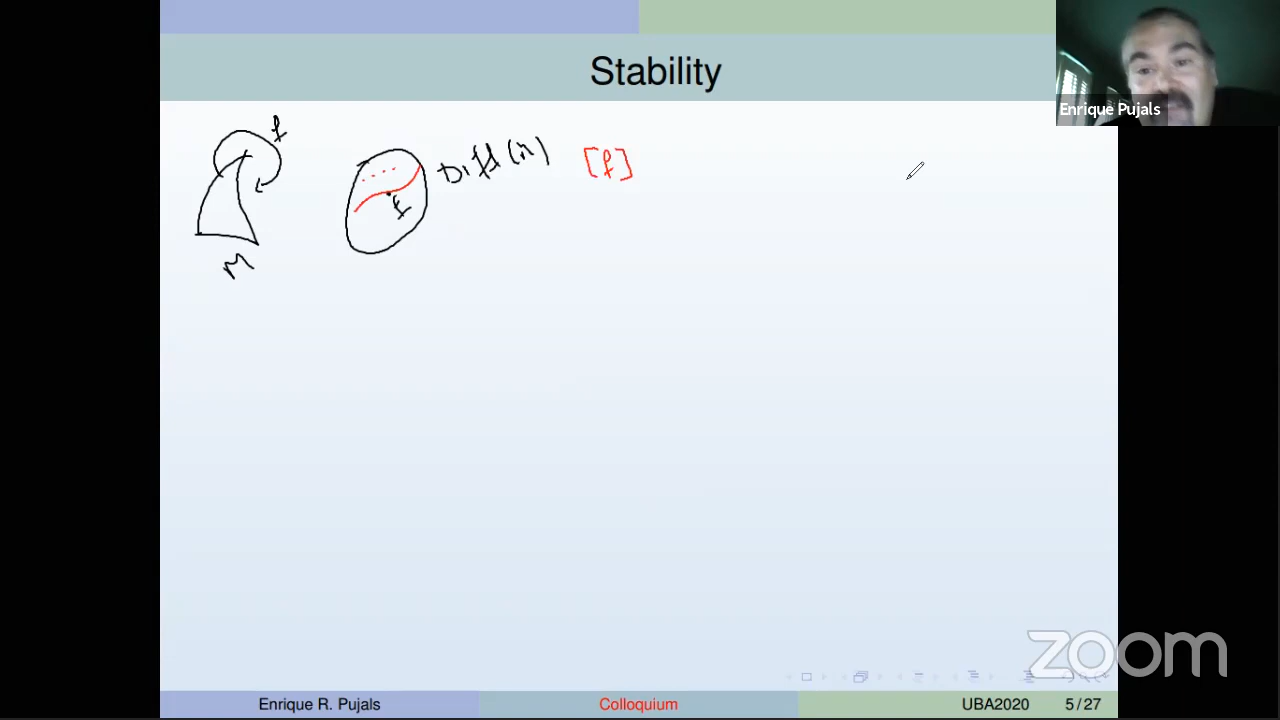 Stability
Enrique Pujals
f
Diff(M)
[f]
f
M
zoom
Enrique R. Pujals
Colloquium
UBA2020
5/27